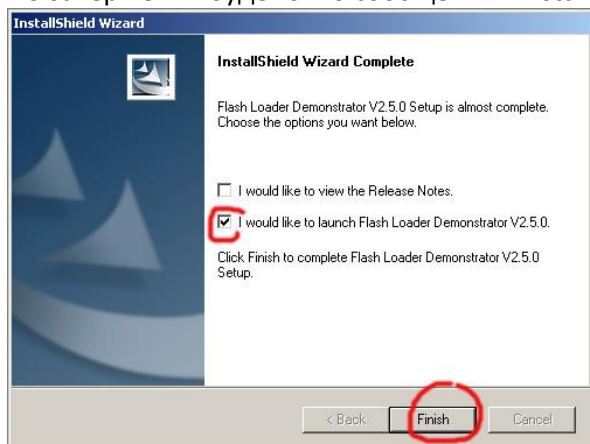 InstallShield Wizard
InstallShield Wizard Complete
Flash Loader Demonstrator V2.5.0 Setup is almost complete.
Choose the options you want below.
I would like to view the Release Notes.
I would like to launch Flash Loader Demonstrator V2.5.0.
Click Finish to complete Flash Loader Demonstrator V2.5.0
Setup.
< Back
Finish
Cancel